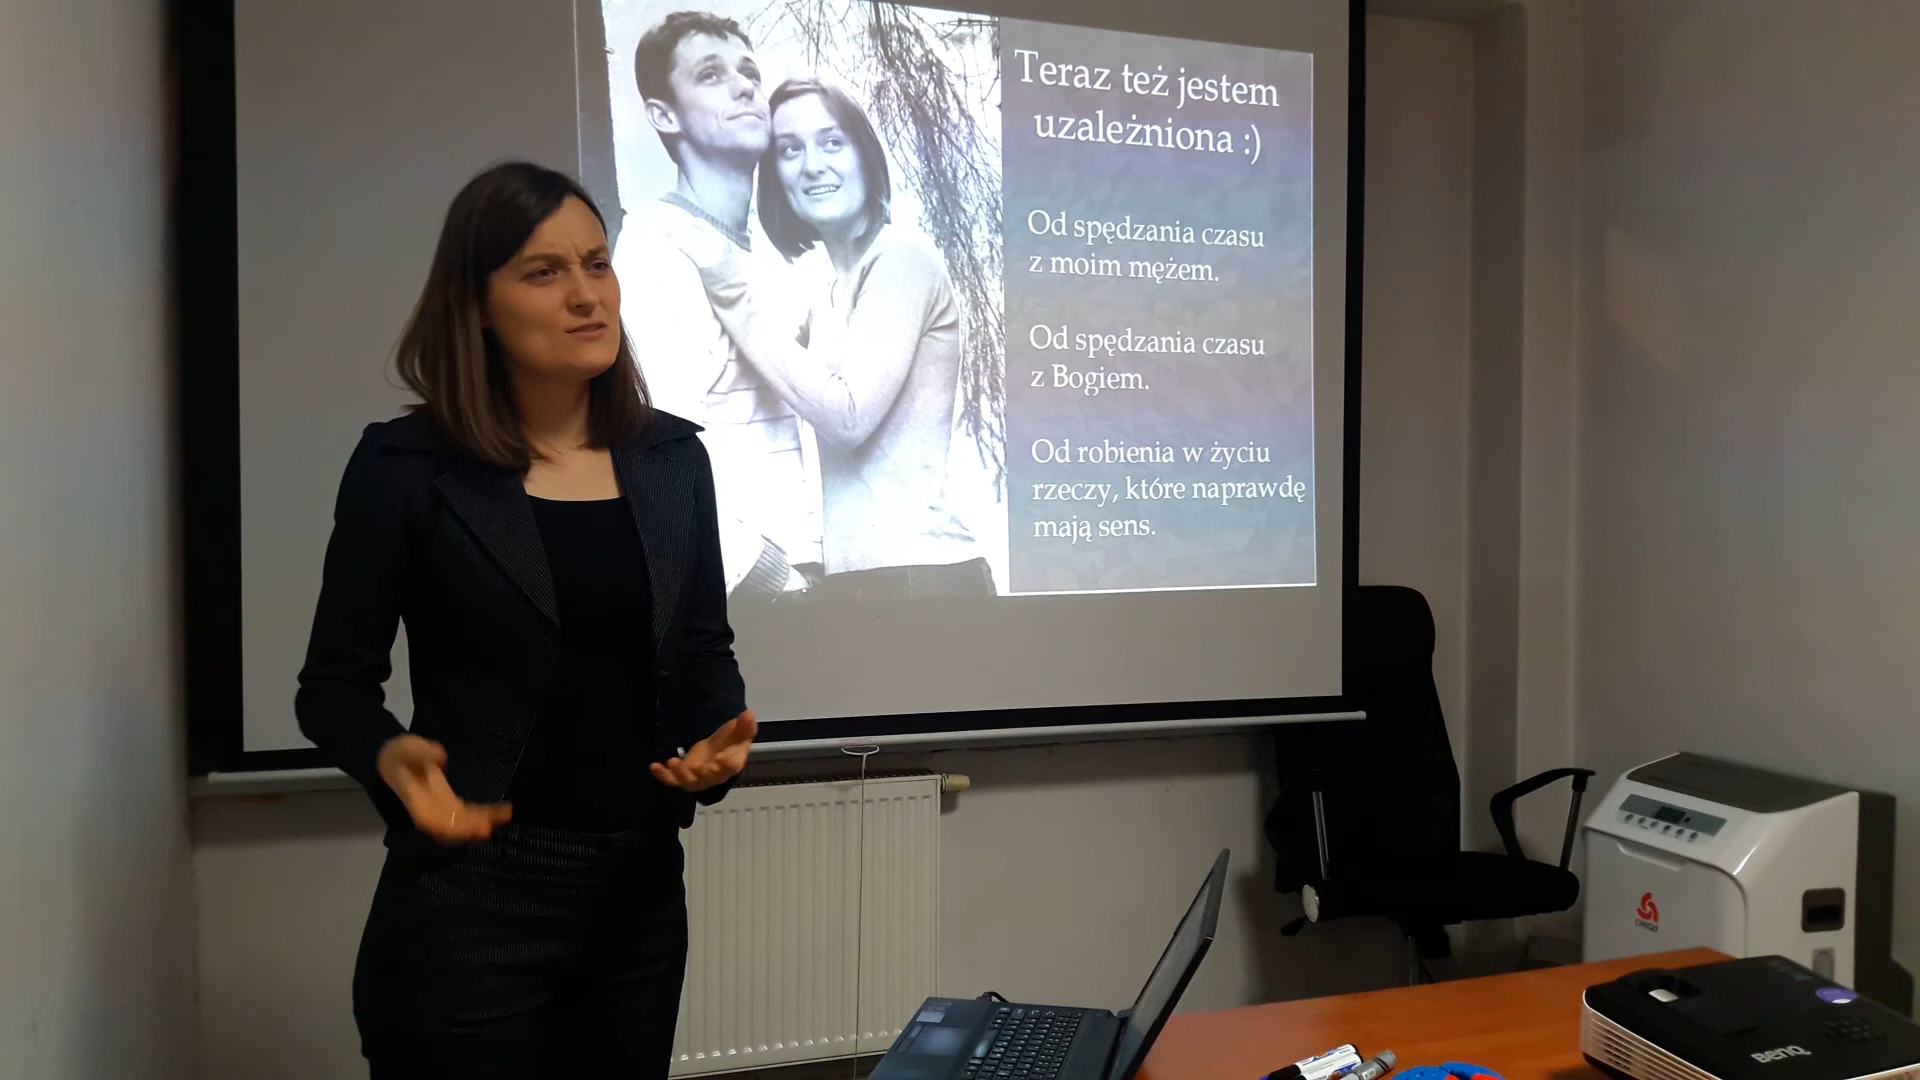 Teraz też jestem
uzależniona :)
Od spędzania czasu
z moim mężem.
Od spędzania czasu
z Bogiem.
Od robienia w życiu
rzeczy, które naprawdę
mają sens.
CHIGO
BenQ